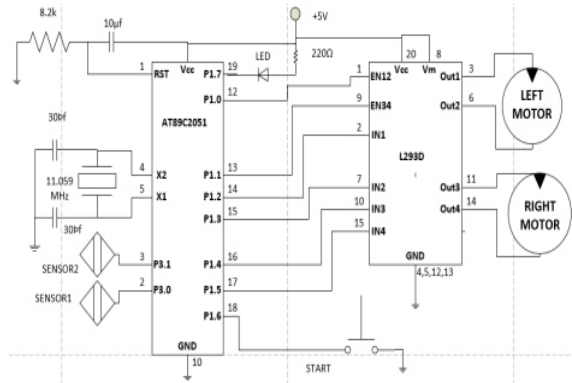 8.2k
10µf
+5V
LED
220Ω
1
RST
Vcc
P1.7
19
P1.0
12
AT89C2051
20
8
Vcc
Vm
1
EN12
9
EN34
2
IN1
7
IN2
10
IN3
15
IN4
L293D
Out1
3
Out2
6
Out3
11
Out4
14
GND
4,5,12,13
LEFT
MOTOR
RIGHT
MOTOR
30Þf
11.059
MHz
30Þf
4
X2
5
X1
3
P3.1
2
P3.0
SENSOR2
SENSOR1
P1.1
13
P1.2
14
P1.3
15
P1.4
16
P1.5
17
P1.6
18
GND
10
START